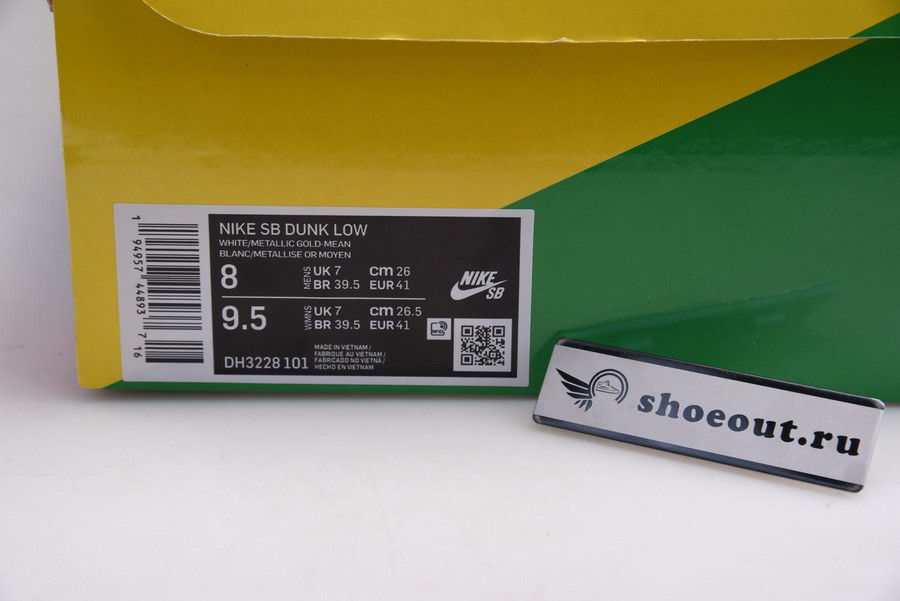 NIKE SB DUNK LOW
WHITE/METALLIC GOLD-MEAN
BLANC/METALLISE OR MOYEN
8 MENS UK 7 cm 26
BR 39.5 EUR 41
9.5 WMNS UK 7 cm 26.5
BR 39.5 EUR 41
MADE IN VIETNAM /
FABRIQUE AU VIETNAM /
FABRICADO NO VIETNÃ /
HECHO EN VIETNAM
DH3228 101
1 94957 44893 7 16
NIKE
SB
RFID
shoeout.ru